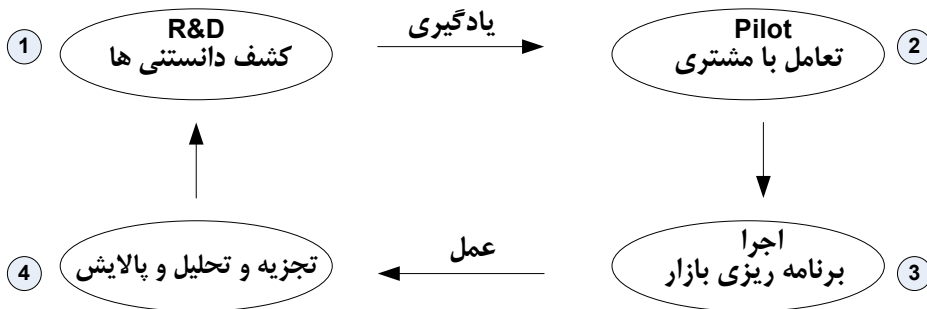 1
R&D
کشف دانستنی ها
یادگیری
Pilot
تعامل با مشتری
2
اجرا
برنامه ریزی بازار
3
عمل
تجزیه و تحلیل و پالایش
4